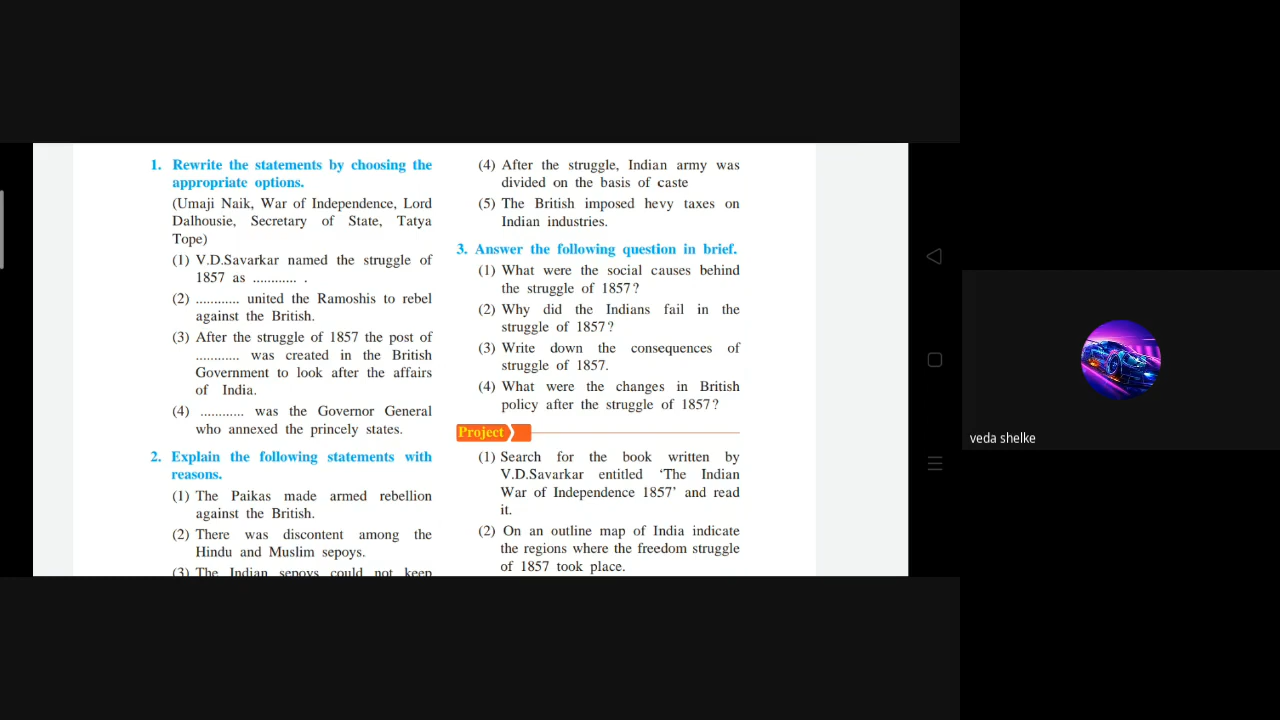 1. Rewrite the statements by choosing the
appropriate options.
(Umaji Naik, War of Independence, Lord
Dalhousie, Secretary of State, Tatya
Tope)
(1) V.D.Savarkar named the struggle of
1857 as ............ .
(2) ............ united the Ramoshis to rebel
against the British.
(3) After the struggle of 1857 the post of
............ was created in the British
Government to look after the affairs
of India.
(4) ............ was the Governor General
who annexed the princely states.
2. Explain the following statements with
reasons.
(1) The Paikas made armed rebellion
against the British.
(2) There was discontent among the
Hindu and Muslim sepoys.
(3) The Indian sepoys could not keep
(4) After the struggle, Indian army was
divided on the basis of caste
(5) The British imposed hevy taxes on
Indian industries.
3. Answer the following question in brief.
(1) What were the social causes behind
the struggle of 1857?
(2) Why did the Indians fail in the
struggle of 1857?
(3) Write down the consequences of
struggle of 1857.
(4) What were the changes in British
policy after the struggle of 1857?
Project
(1) Search for the book written by
V.D.Savarkar entitled ‘The Indian
War of Independence 1857’ and read
it.
(2) On an outline map of India indicate
the regions where the freedom struggle
of 1857 took place.
veda shelke